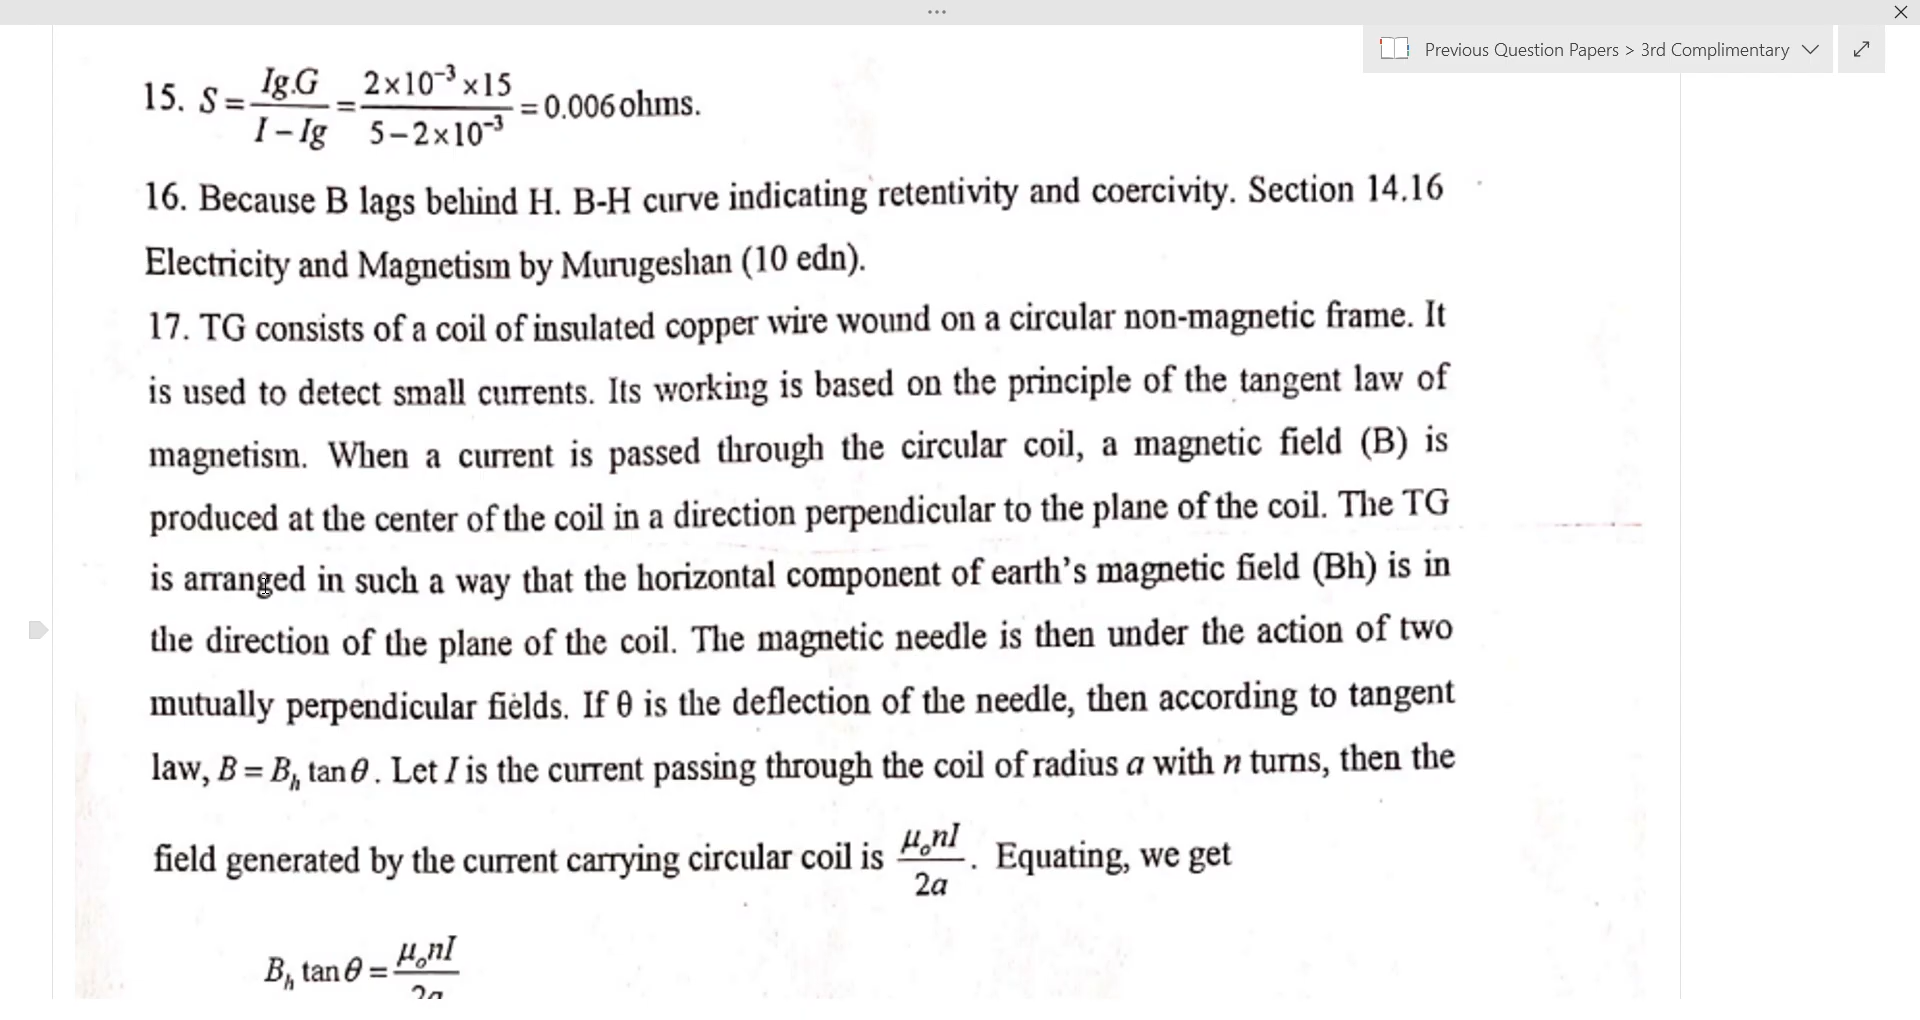 ...
Previous Question Papers > 3rd Complimentary
15. S = Ig.G / I − Ig = 2×10⁻³×15 / 5−2×10⁻³ = 0.006 ohms.
16. Because B lags behind H. B-H curve indicating retentivity and coercivity. Section 14.16
Electricity and Magnetism by Murugeshan (10 edn).
17. TG consists of a coil of insulated copper wire wound on a circular non-magnetic frame. It
is used to detect small currents. Its working is based on the principle of the tangent law of
magnetism. When a current is passed through the circular coil, a magnetic field (B) is
produced at the center of the coil in a direction perpendicular to the plane of the coil. The TG
is arranged in such a way that the horizontal component of earth's magnetic field (Bh) is in
the direction of the plane of the coil. The magnetic needle is then under the action of two
mutually perpendicular fields. If θ is the deflection of the needle, then according to tangent
law, B = Bₕ tan θ. Let I is the current passing through the coil of radius a with n turns, then the
field generated by the current carrying circular coil is μₒnI / 2a. Equating, we get
Bₕ tan θ = μₒnI / 2a